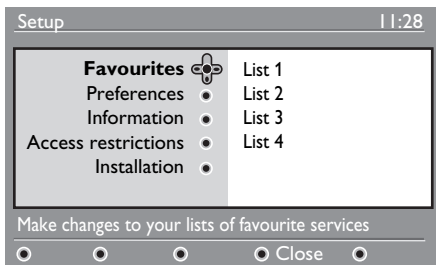 Setup 11:28
Favourites List 1
Preferences List 2
Information List 3
Access restrictions List 4
Installation
Make changes to your lists of favourite services
Close